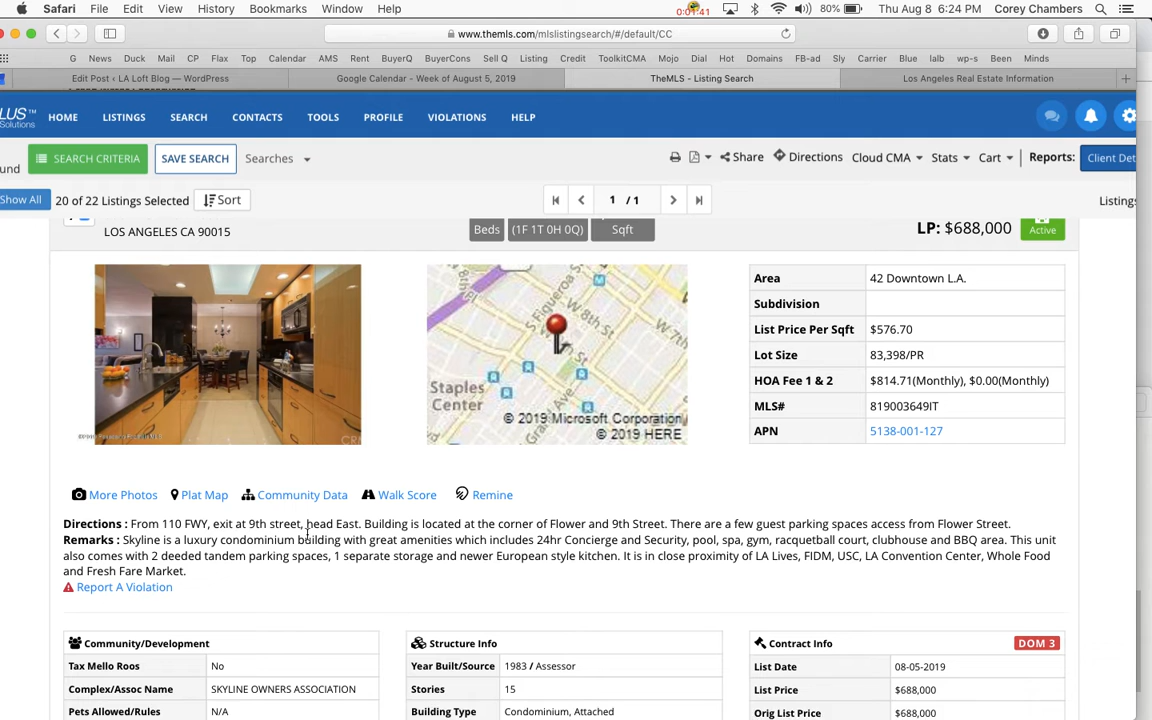 Safari File Edit View History Bookmarks Window Help 0:01:41 80% Thu Aug 8 6:24 PM Corey Chambers
www.themls.com/mlslistingsearch/#/default/CC
G News Duck Mail CP Flax Top Calendar AMS Rent BuyerQ BuyerCons Sell Q Listing Credit ToolkitCMA Mojo Dial Hot Domains FB-ad Sly Carrier Blue lalb wp-s Been Minds
Edit Post ‹ LA Loft Blog — WordPress Google Calendar - Week of August 5, 2019 TheMLS - Listing Search Los Angeles Real Estate Information +
LUS™ Solutions HOME LISTINGS SEARCH CONTACTS TOOLS PROFILE VIOLATIONS HELP
und SEARCH CRITERIA SAVE SEARCH Searches Share Directions Cloud CMA Stats Cart Reports: Client Det
Show All 20 of 22 Listings Selected Sort 1 / 1 Listings
LOS ANGELES CA 90015 Beds (1F 1T 0H 0Q) Sqft LP: $688,000 Active
S Figueroa
W 8th St
Staples Center
© 2019 Microsoft Corporation
© 2019 HERE
Area 42 Downtown L.A.
Subdivision
List Price Per Sqft $576.70
Lot Size 83,398/PR
HOA Fee 1 & 2 $814.71(Monthly), $0.00(Monthly)
MLS# 819003649IT
APN 5138-001-127
More Photos Plat Map Community Data Walk Score Remine
Directions : From 110 FWY, exit at 9th street, head East. Building is located at the corner of Flower and 9th Street. There are a few guest parking spaces access from Flower Street.
Remarks : Skyline is a luxury condominium building with great amenities which includes 24hr Concierge and Security, pool, spa, gym, racquetball court, clubhouse and BBQ area. This unit
also comes with 2 deeded tandem parking spaces, 1 separate storage and newer European style kitchen. It is in close proximity of LA Lives, FIDM, USC, LA Convention Center, Whole Food
and Fresh Fare Market.
Report A Violation
Community/Development
Tax Mello Roos No
Complex/Assoc Name SKYLINE OWNERS ASSOCIATION
Pets Allowed/Rules N/A
Structure Info
Year Built/Source 1983 / Assessor
Stories 15
Building Type Condominium, Attached
Contract Info DOM 3
List Date 08-05-2019
List Price $688,000
Orig List Price $688,000